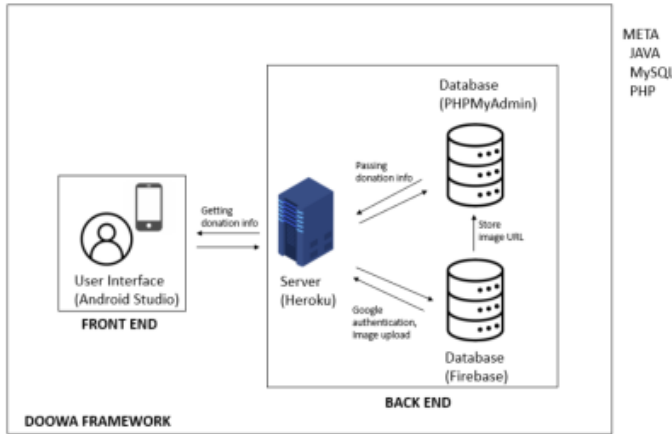 META
JAVA
MySQL
PHP
Database
(PHPMyAdmin)
Passing
donation info
Getting
donation info
Store
image URL
User Interface
(Android Studio)
Server
(Heroku)
Google
authentication,
Image upload
FRONT END
Database
(Firebase)
BACK END
DOOWA FRAMEWORK